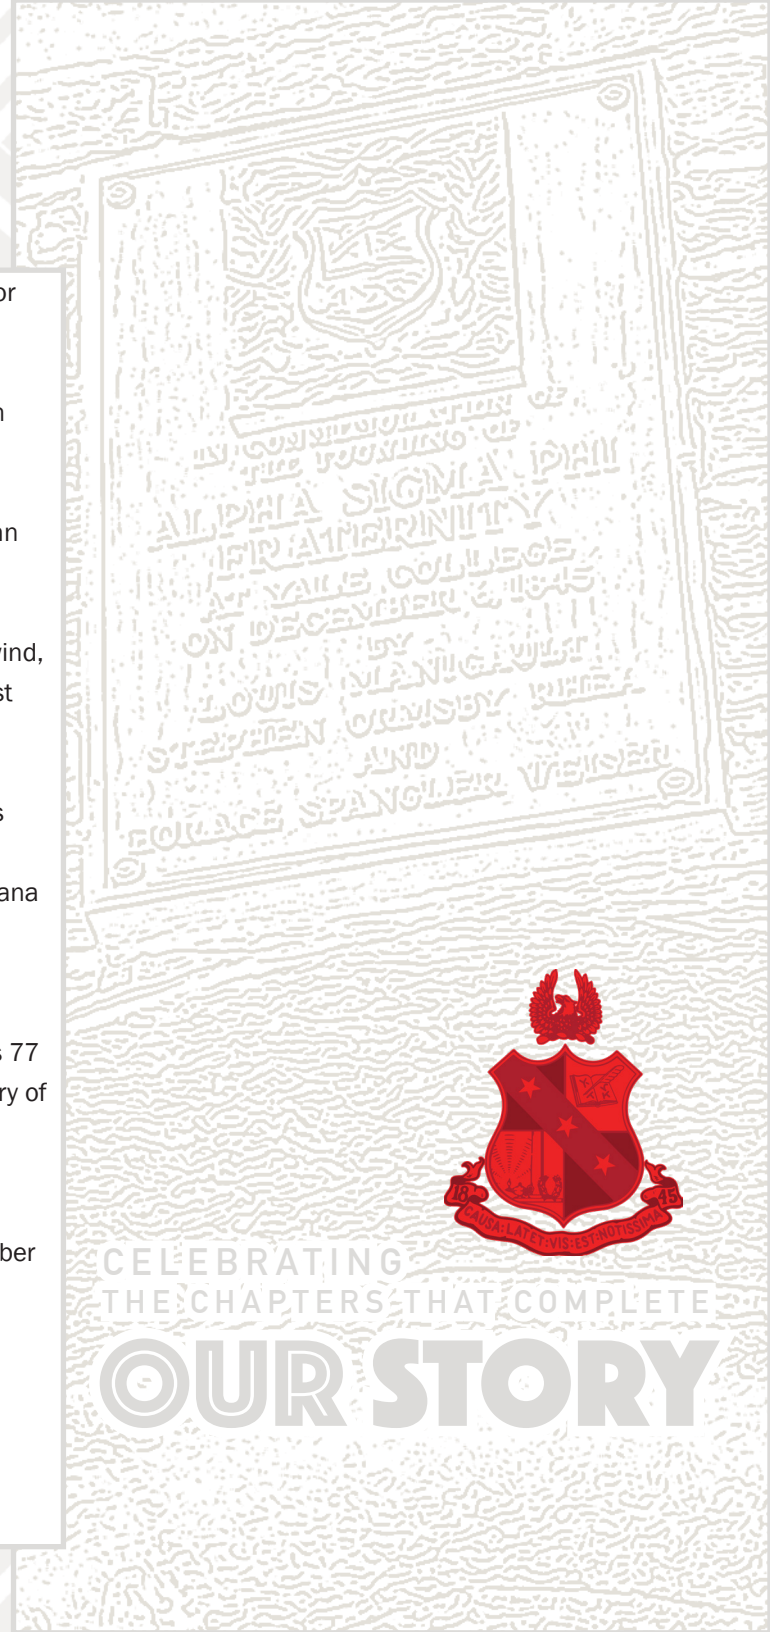 or
n
an
vind,
st
s
ana
s 77
ry of
ber
IN COMMEMORATION OF
THE FOUNDING OF
ALPHA SIGMA PHI
FRATERNITY
AT YALE COLLEGE
ON DECEMBER 6, 1845
BY
LOUIS MANIGAULT
STEPHEN ORMSBY RHEA
AND
HORACE SPANGLER WEISER
18
45
CAUSA:LATET:VIS:EST:NOTISSIMA
CELEBRATING
THE CHAPTERS THAT COMPLETE
OUR STORY